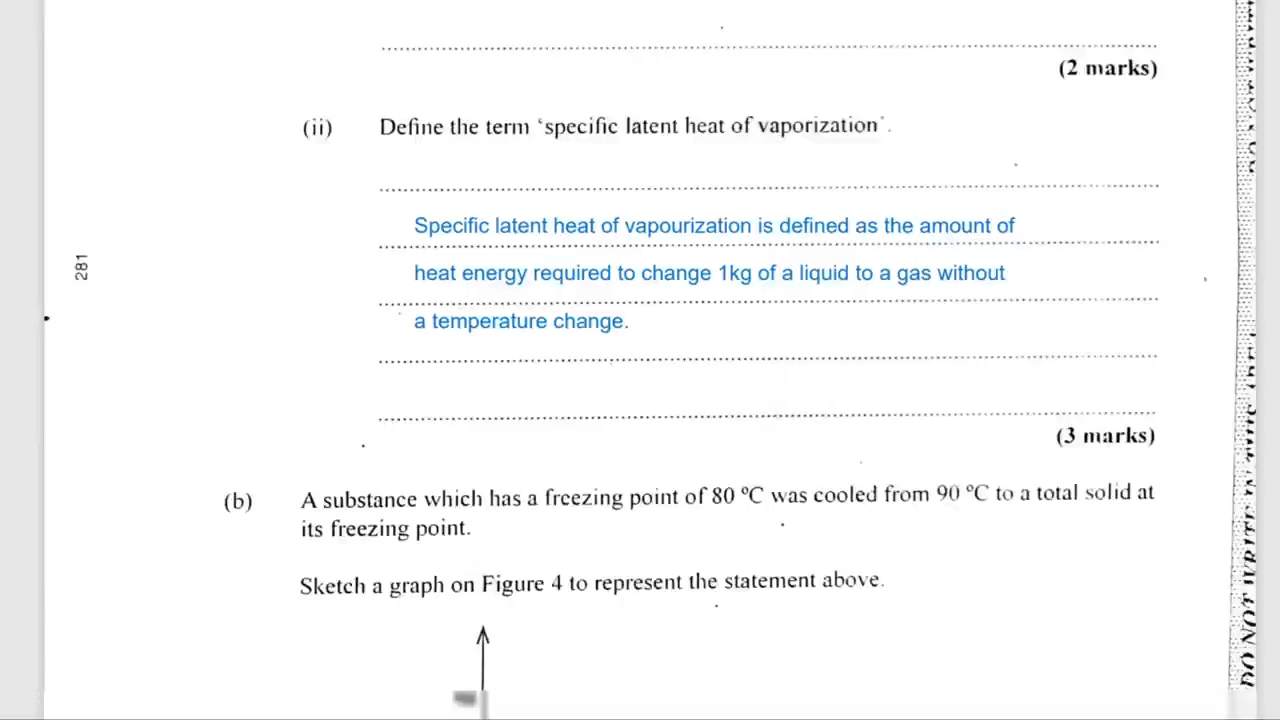 (2 marks)
(ii) Define the term ‘specific latent heat of vaporization’.
Specific latent heat of vapourization is defined as the amount of
heat energy required to change 1kg of a liquid to a gas without
a temperature change.
281
(3 marks)
(b) A substance which has a freezing point of 80 ºC was cooled from 90 ºC to a total solid at
its freezing point.
Sketch a graph on Figure 4 to represent the statement above.